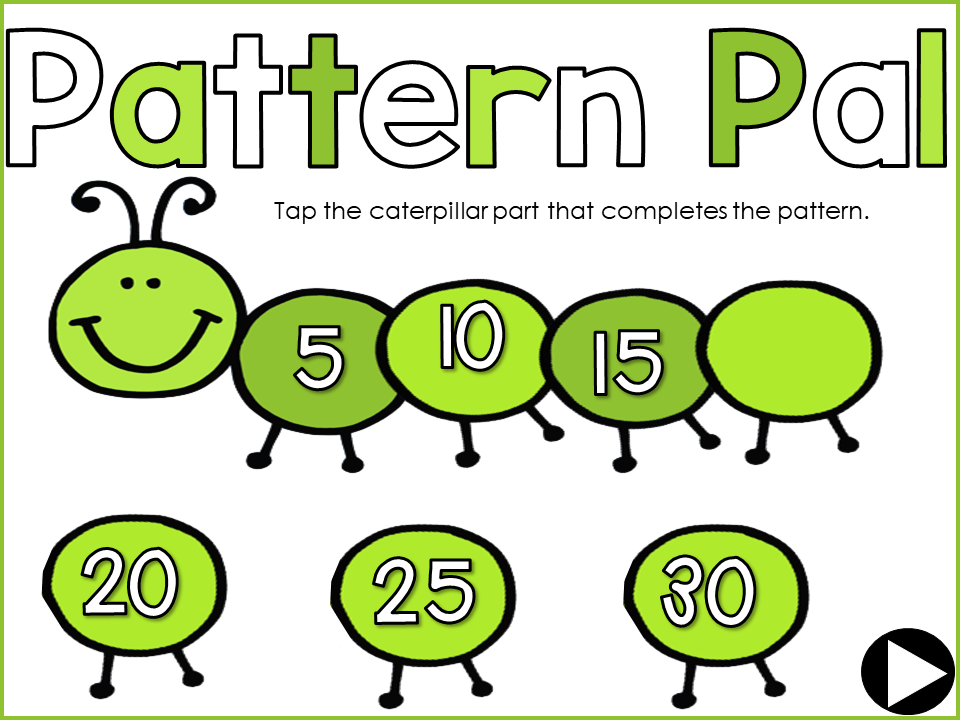 Pattern Pal
Tap the caterpillar part that completes the pattern.
5 10 15
20 25 30